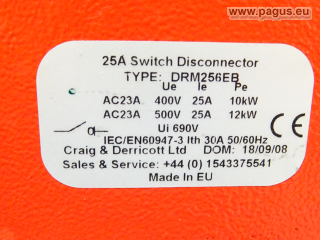 www.pagus.eu
25A Switch Disconnector
TYPE: DRM256EB
Ue Ie Pe
AC23A 400V 25A 10kW
AC23A 500V 25A 12kW
Ui 690V
IEC/EN60947-3 Ith 30A 50/60Hz
CE
Craig & Derricott Ltd DOM: 18/09/08
Sales & Service: +44 (0) 1543375541
Made in EU